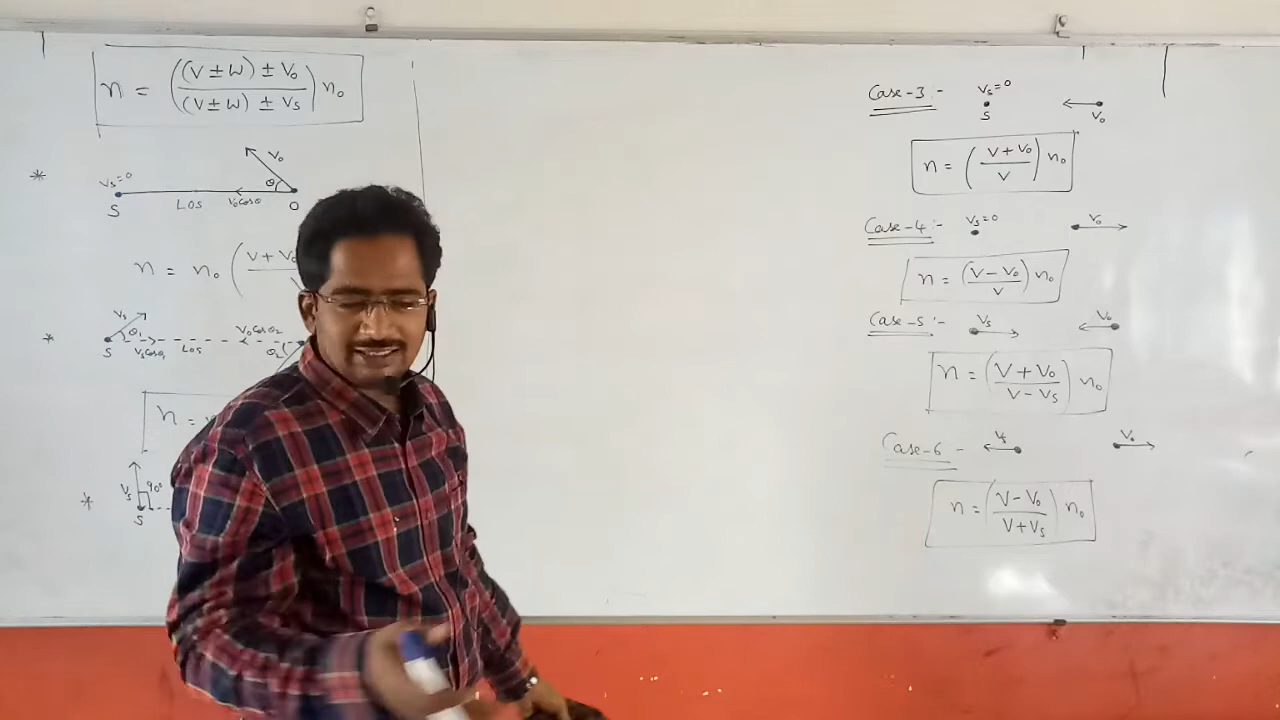 n = ((V ± W) ± V₀ / (V ± W) ± Vₛ) n₀
*
Vₛ=0
S
LOS
V₀cosθ
θ
V₀
O
n = n₀ (V + V₀
*
Vₛ
θ₁
S
Vₛcosθ₁
LOS
V₀cosθ₂
θ₂
n =
*
Vₛ
90°
S
Case-3:-
Vₛ=0
S
V₀
n = (V + V₀ / V) n₀
Case-4:-
Vₛ=0
V₀
n = (V - V₀ / V) n₀
Case-5:-
Vₛ
V₀
n = (V + V₀ / V - Vₛ) n₀
Case-6 -
Vₛ
V₀
n = (V - V₀ / V + Vₛ) n₀